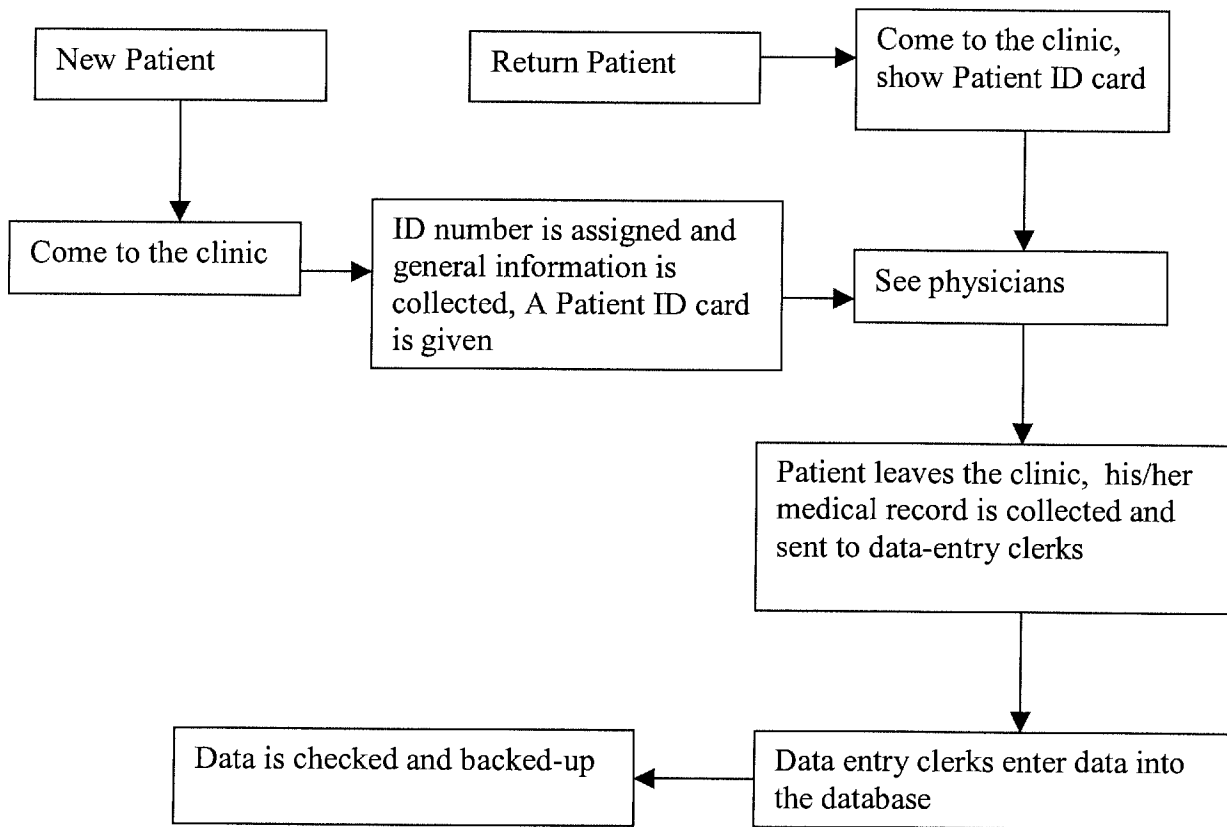 New Patient
Return Patient
Come to the clinic,
show Patient ID card
Come to the clinic
ID number is assigned and
general information is
collected, A Patient ID card
is given
See physicians
Patient leaves the clinic,  his/her
medical record is collected and
sent to data-entry clerks
Data is checked and backed-up
Data entry clerks enter data into
the database